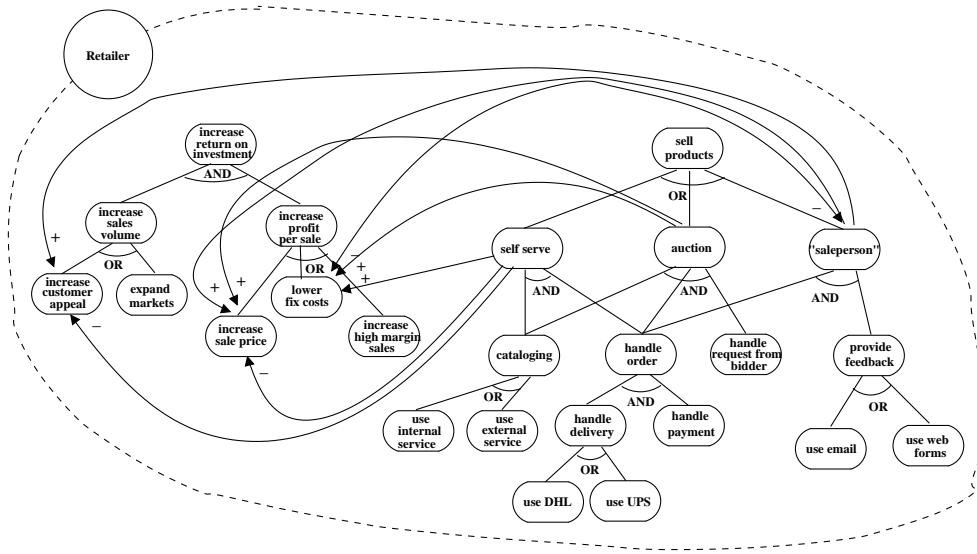 Retailer
increase
return on
investment
AND
sell
products
OR
increase
sales
volume
OR
increase
profit
per sale
OR
self serve
AND
auction
AND
"saleperson"
AND
−
+
−
+
+
+
+
increase
customer
appeal
−
expand
markets
lower
fix costs
increase
sale price
−
increase
high margin
sales
cataloging
OR
handle
order
AND
handle
request from
bidder
provide
feedback
OR
use
internal
service
use
external
service
handle
delivery
OR
handle
payment
use email
use web
forms
use DHL
use UPS